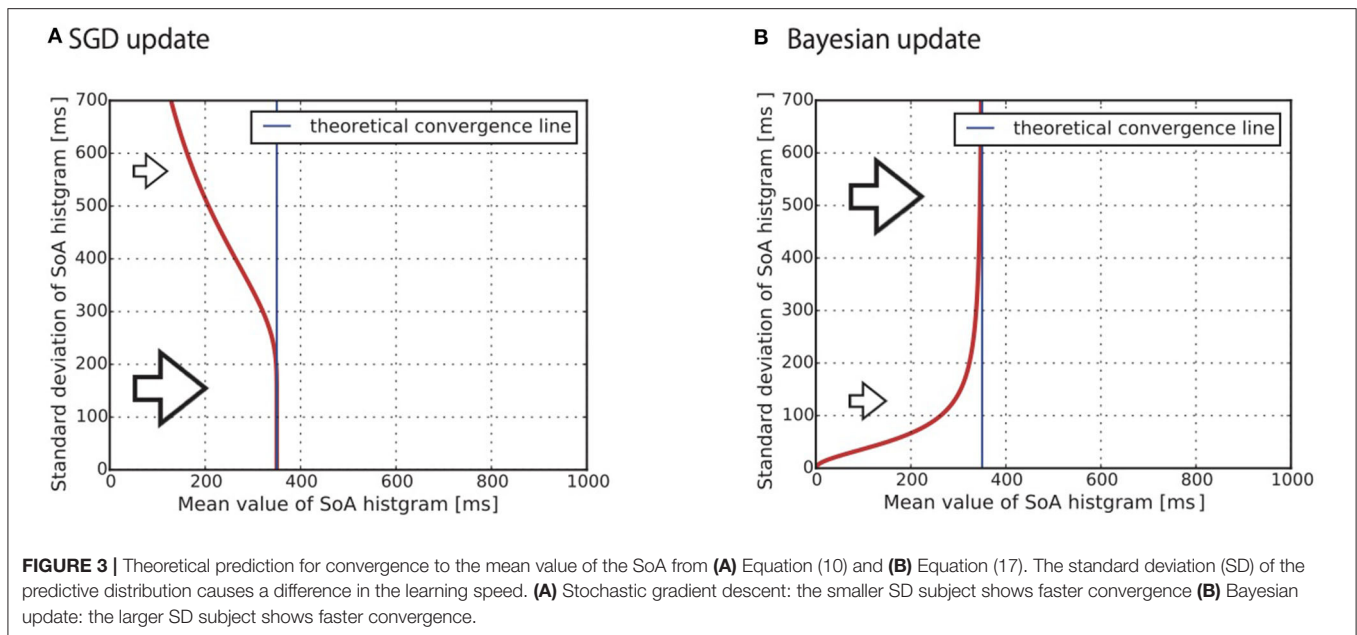 A SGD update
Standard deviation of SoA histgram [ms]
700
600
500
400
300
200
100
0
theoretical convergence line
0 200 400 600 800 1000
Mean value of SoA histgram [ms]
B Bayesian update
Standard deviation of SoA histgram [ms]
700
600
500
400
300
200
100
0
theoretical convergence line
0 200 400 600 800 1000
Mean value of SoA histgram [ms]
FIGURE 3 | Theoretical prediction for convergence to the mean value of the SoA from (A) Equation (10) and (B) Equation (17). The standard deviation (SD) of the
predictive distribution causes a difference in the learning speed. (A) Stochastic gradient descent: the smaller SD subject shows faster convergence (B) Bayesian
update: the larger SD subject shows faster convergence.